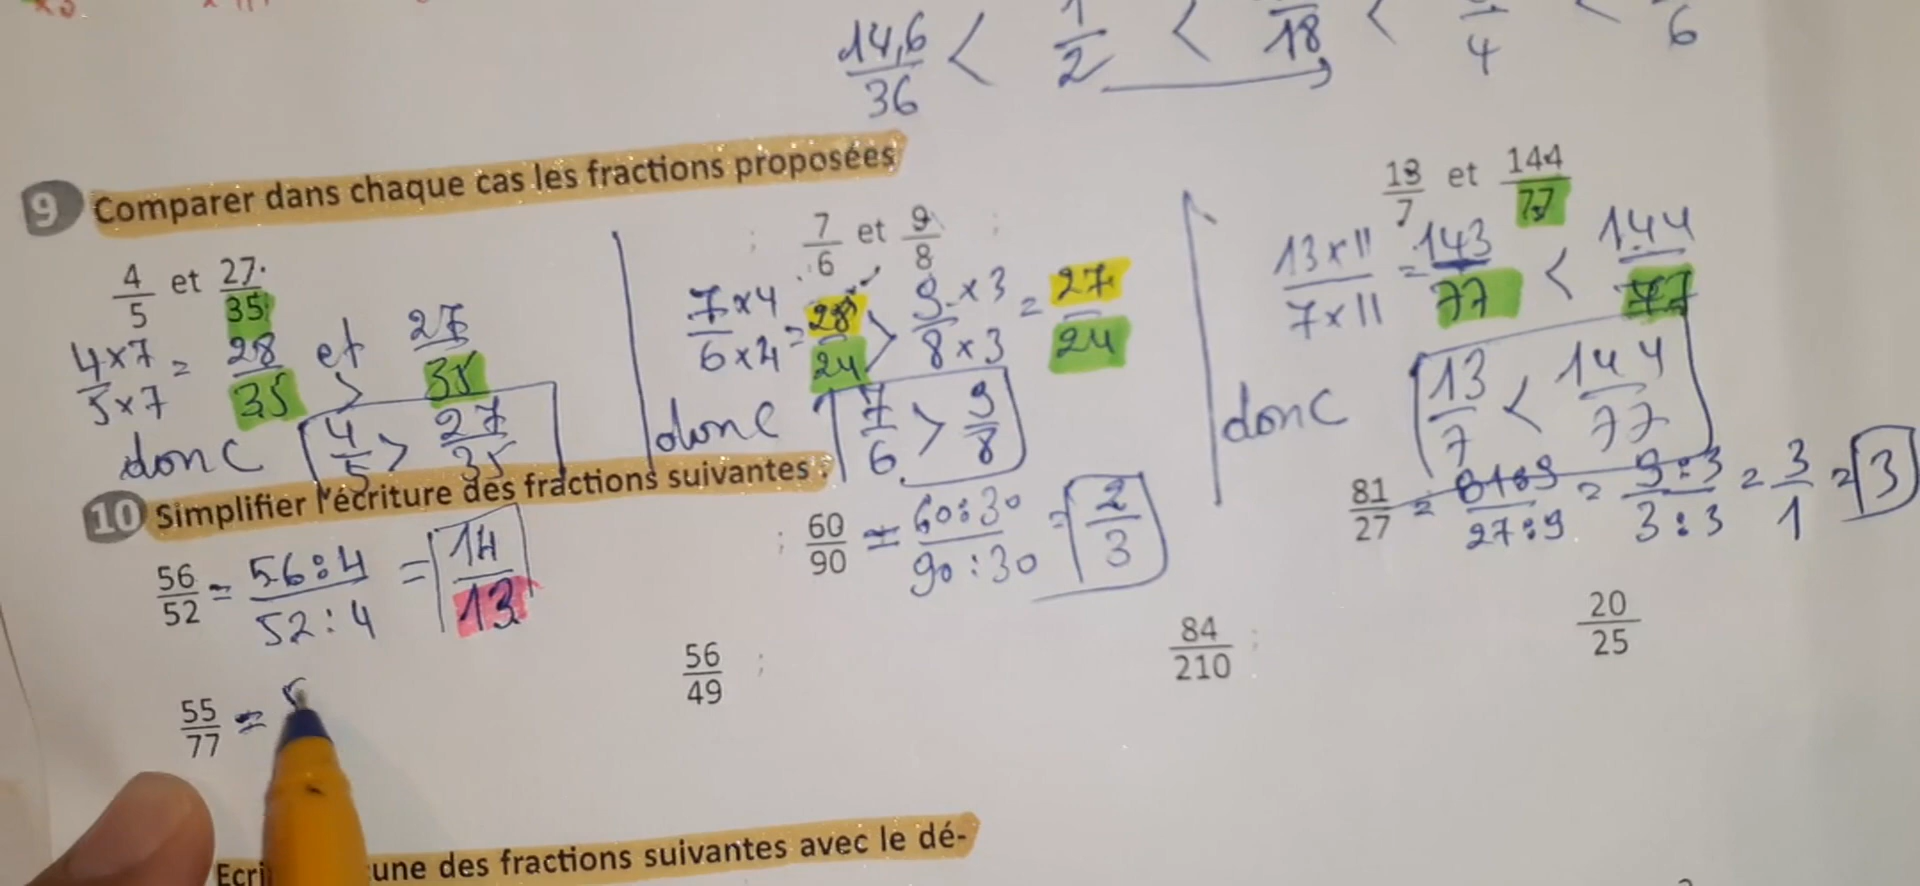 14,6/36 < 1/2 < /18 < /4 < /6
9 Comparer dans chaque cas les fractions proposées
4/5 et 27/35 ; 7/6 et 9/8 ; 13/7 et 144/77
4×7/5×7 = 28/35 et 27/35
>
7×4/6×4 = 28/24 > 9×3/8×3 = 27/24
13×11/7×11 = 143/77 < 144/77
donc 4/5 > 27/35
donc 7/6 > 9/8
donc 13/7 < 144/77
10 Simplifier l'écriture des fractions suivantes :
56/52 = 56:4/52:4 = 14/13
; 60/90 = 60:30/90:30 = 2/3
81/27 = 81:9/27:9 = 9:3/3:3 = 3/1 = 3
55/77 =
56/49 ;
84/210 ;
20/25
une des fractions suivantes avec le dé-